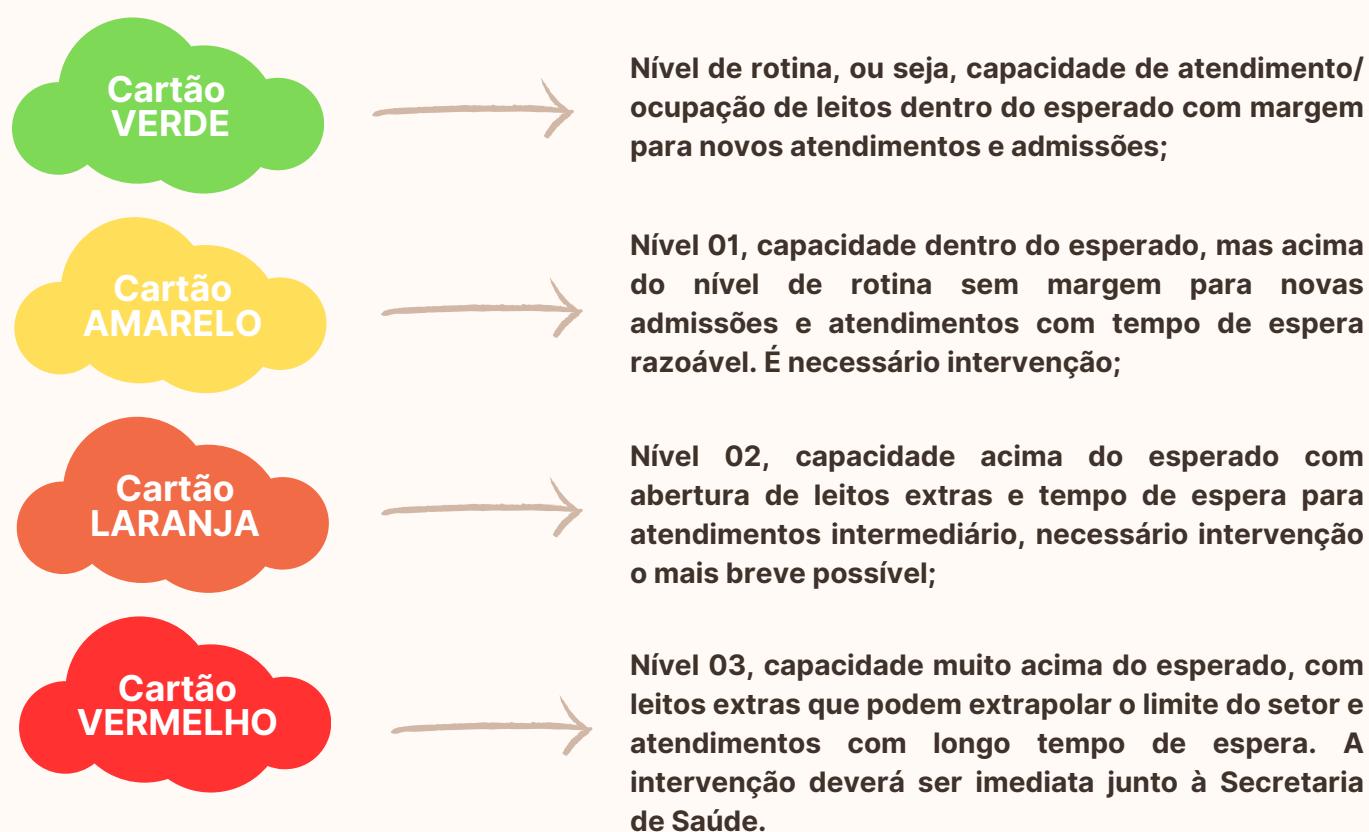 Cartão
VERDE
Nível de rotina, ou seja, capacidade de atendimento/
ocupação de leitos dentro do esperado com margem
para novos atendimentos e admissões;
Cartão
AMARELO
Nível 01, capacidade dentro do esperado, mas acima
do nível de rotina sem margem para novas
admissões e atendimentos com tempo de espera
razoável. É necessário intervenção;
Cartão
LARANJA
Nível 02, capacidade acima do esperado com
abertura de leitos extras e tempo de espera para
atendimentos intermediário, necessário intervenção
o mais breve possível;
Cartão
VERMELHO
Nível 03, capacidade muito acima do esperado, com
leitos extras que podem extrapolar o limite do setor e
atendimentos com longo tempo de espera. A
intervenção deverá ser imediata junto à Secretaria
de Saúde.